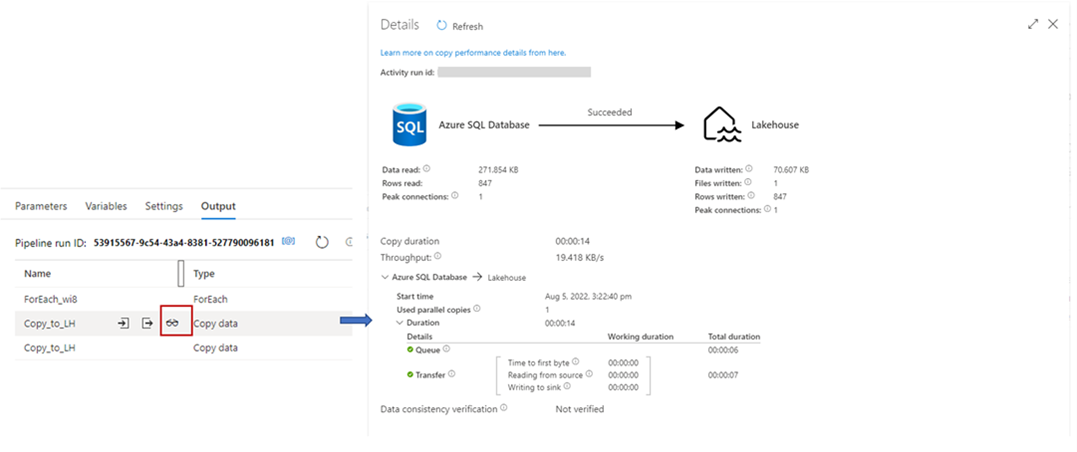 Parameters Variables Settings Output
Pipeline run ID: 53915567-9c54-43a4-8381-527790096181
Name Type
ForEach_wi8 ForEach
Copy_to_LH Copy data
Copy_to_LH Copy data
Details Refresh
Learn more on copy performance details from here.
Activity run id:
SQL Azure SQL Database Succeeded Lakehouse
Data read: 271.854 KB Data written: 70.607 KB
Rows read: 847 Files written: 1
Peak connections: 1 Rows written: 847
Peak connections: 1
Copy duration 00:00:14
Throughput: 19.418 KB/s
Azure SQL Database Lakehouse
Start time Aug 5, 2022, 3:22:40 pm
Used parallel copies 1
Duration 00:00:14
Details Working duration Total duration
Queue 00:00:06
Time to first byte 00:00:00
Transfer Reading from source 00:00:00 00:00:07
Writing to sink 00:00:00
Data consistency verification Not verified